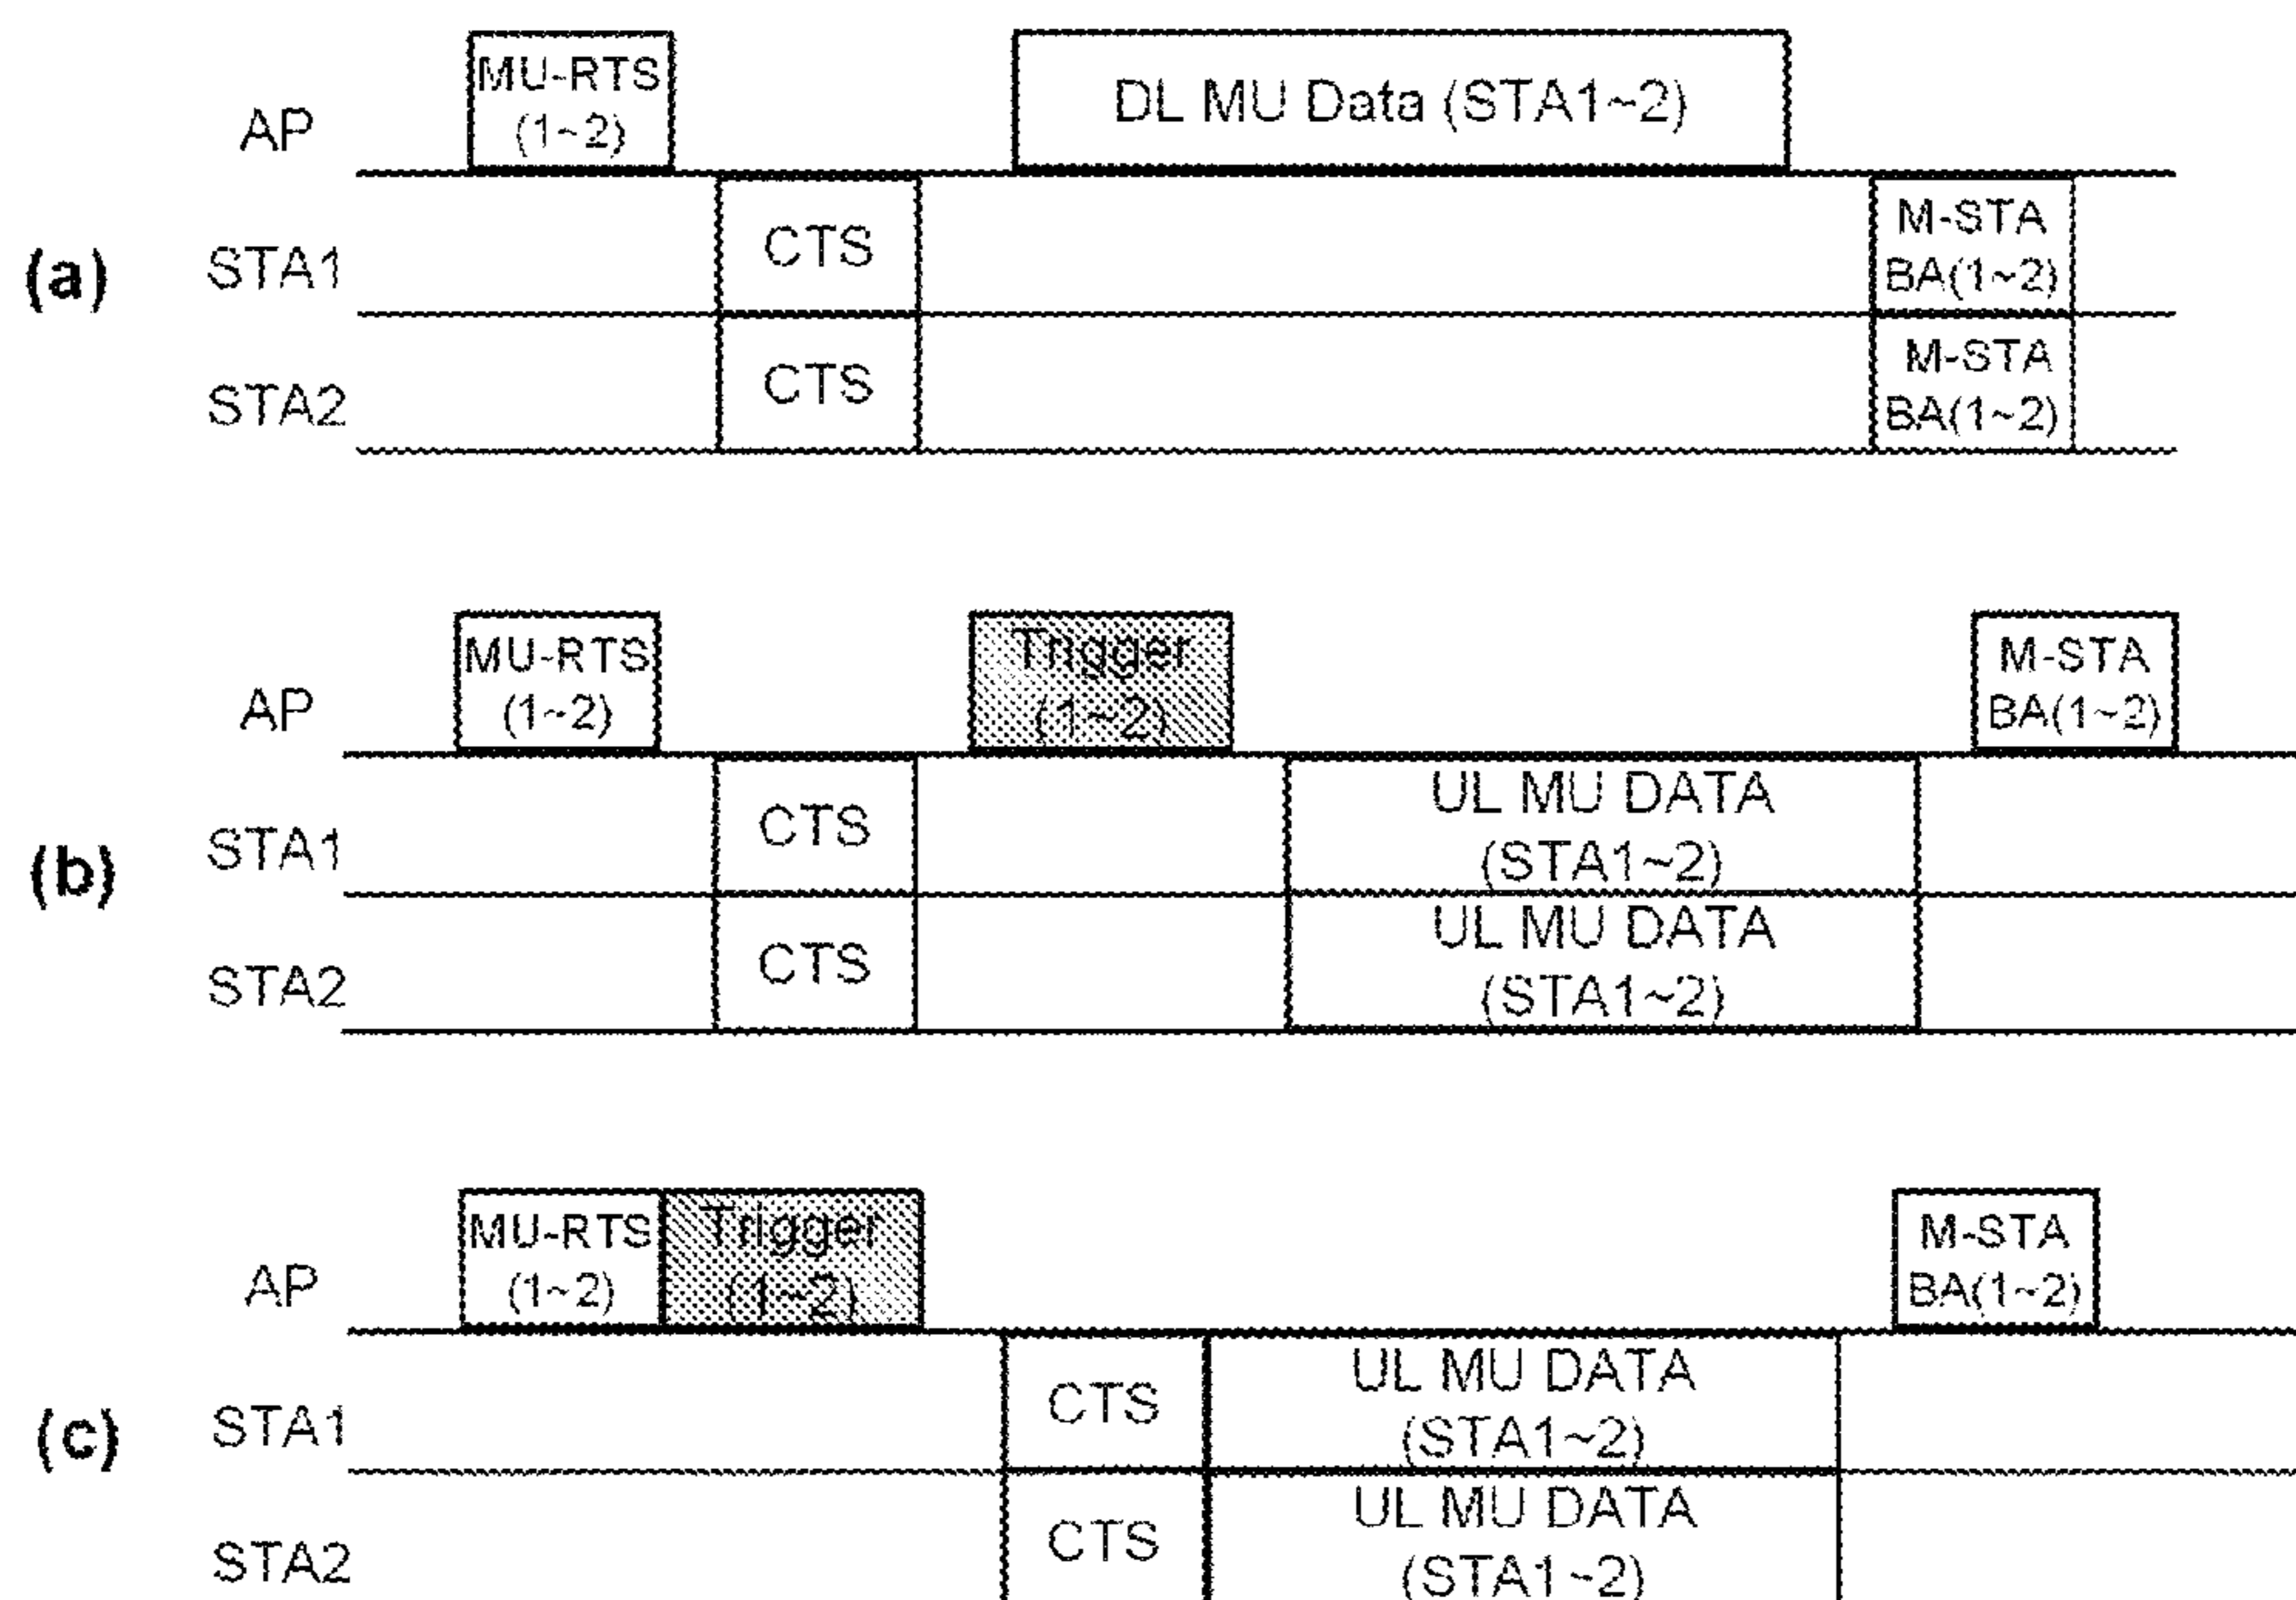 MU-RTS
(1~2)
DL MU Data (STA1~2)
AP
(a)
STA1
CTS
M-STA
BA(1~2)
STA2
CTS
M-STA
BA(1~2)
MU-RTS
(1~2)
Trigger
(1~2)
M-STA
BA(1~2)
AP
(b)
STA1
CTS
UL MU DATA
(STA1~2)
STA2
CTS
UL MU DATA
(STA1~2)
MU-RTS
(1~2)
Trigger
(1~2)
M-STA
BA(1~2)
AP
(c)
STA1
CTS
UL MU DATA
(STA1~2)
STA2
CTS
UL MU DATA
(STA1~2)